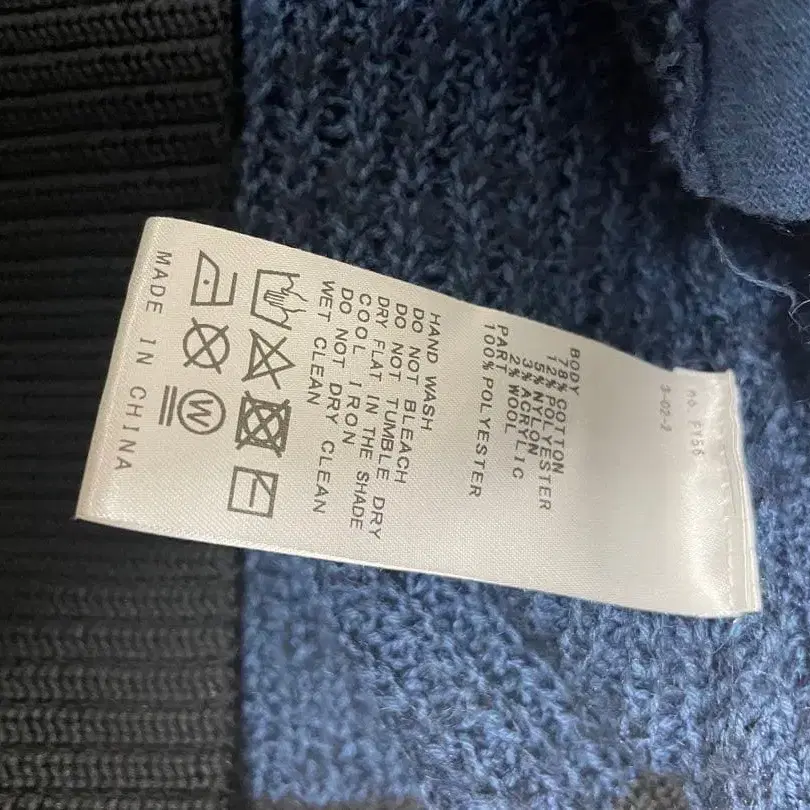 no. FY56
3-02-2
BODY
78% COTTON
12% POLYESTER
5% NYLON
3% ACRYLIC
2% WOOL
PART
100% POLYESTER
HAND WASH
DO NOT BLEACH
DO NOT TUMBLE DRY
DRY FLAT IN THE SHADE
COOL IRON
DO NOT DRY CLEAN
WET CLEAN
W
MADE IN CHINA